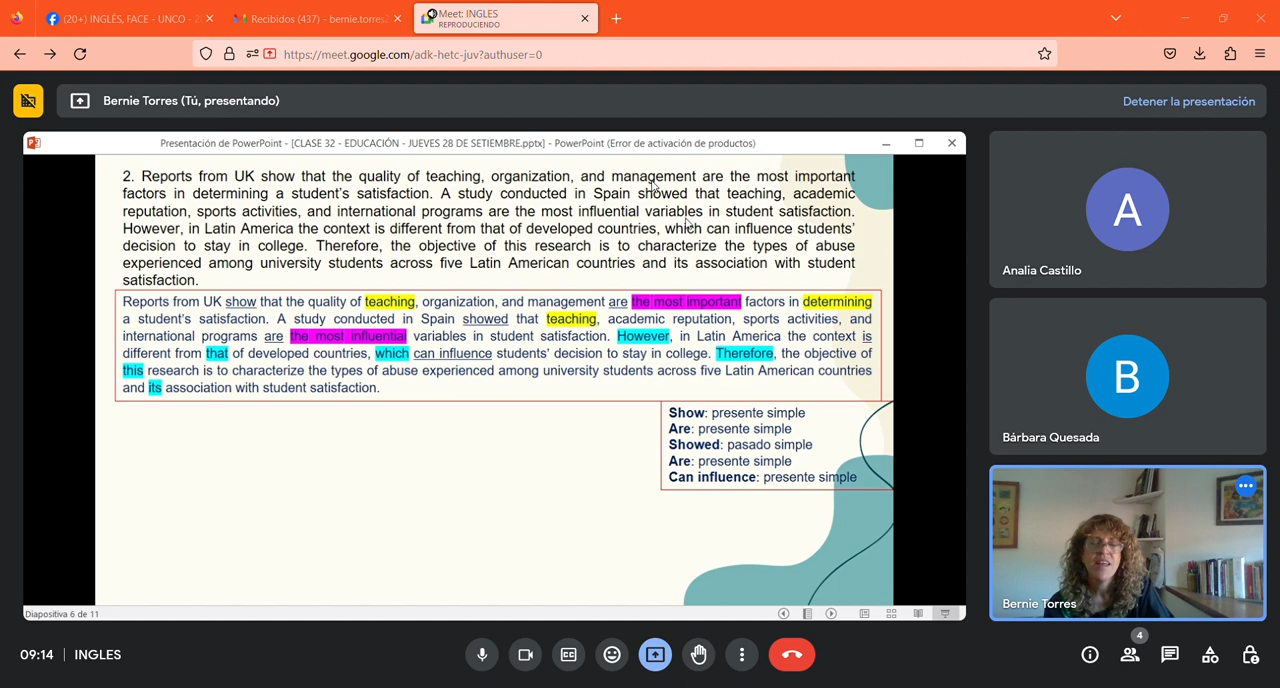 (20+) INGLÉS, FACE - UNCO - 2
Recibidos (437) - bernie.torres
Meet: INGLES
REPRODUCIENDO
https://meet.google.com/adk-hetc-juv?authuser=0
Bernie Torres (Tú, presentando)
Detener la presentación
Presentación de PowerPoint - [CLASE 32 - EDUCACIÓN - JUEVES 28 DE SETIEMBRE.pptx] - PowerPoint (Error de activación de productos)
2. Reports from UK show that the quality of teaching, organization, and management are the most important
factors in determining a student's satisfaction. A study conducted in Spain showed that teaching, academic
reputation, sports activities, and international programs are the most influential variables in student satisfaction.
However, in Latin America the context is different from that of developed countries, which can influence students'
decision to stay in college. Therefore, the objective of this research is to characterize the types of abuse
experienced among university students across five Latin American countries and its association with student
satisfaction.
Reports from UK show that the quality of teaching, organization, and management are the most important factors in determining
a student's satisfaction. A study conducted in Spain showed that teaching, academic reputation, sports activities, and
international programs are the most influential variables in student satisfaction. However, in Latin America the context is
different from that of developed countries, which can influence students' decision to stay in college. Therefore, the objective of
this research is to characterize the types of abuse experienced among university students across five Latin American countries
and its association with student satisfaction.
Show: presente simple
Are: presente simple
Showed: pasado simple
Are: presente simple
Can influence: presente simple
Diapositiva 6 de 11
A
Analia Castillo
B
Bárbara Quesada
Bernie Torres
09:14 | INGLES
4